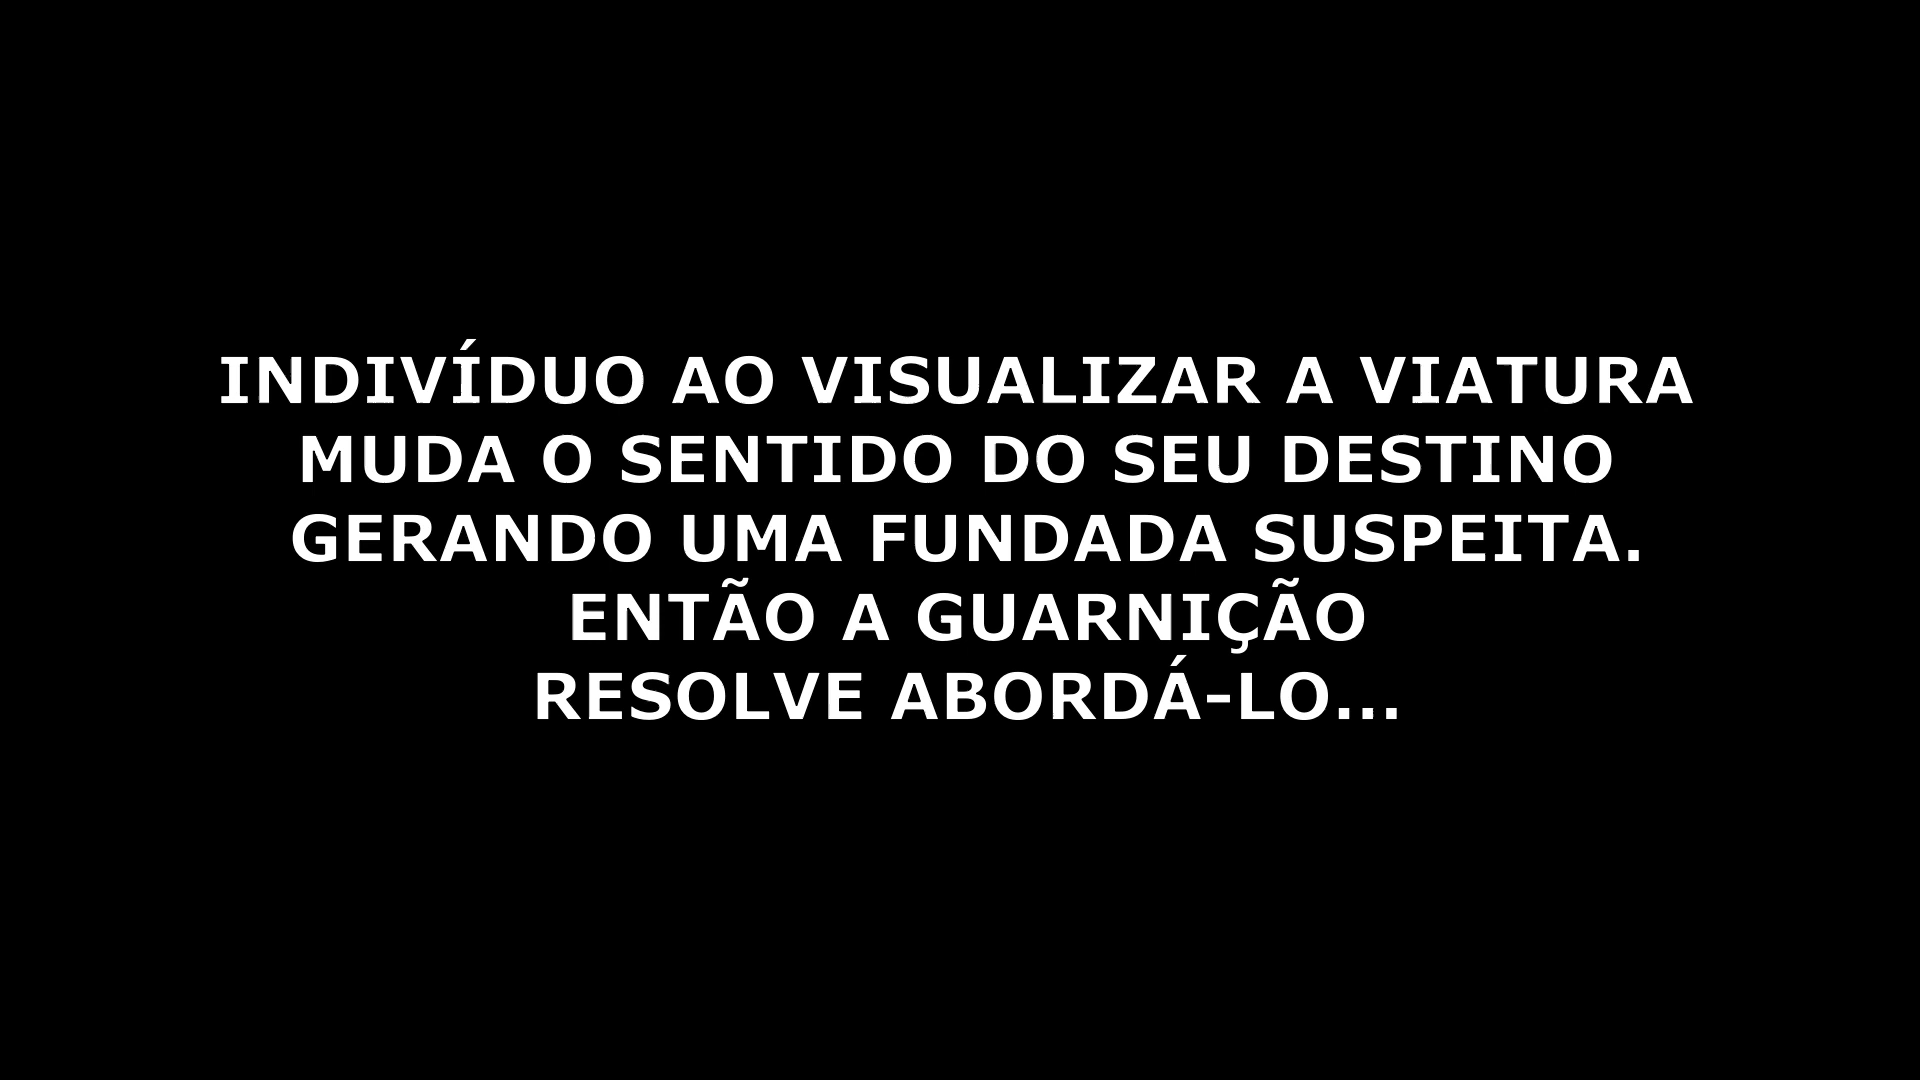 INDIVÍDUO AO VISUALIZAR A VIATURA
MUDA O SENTIDO DO SEU DESTINO
GERANDO UMA FUNDADA SUSPEITA.
ENTÃO A GUARNIÇÃO
RESOLVE ABORDÁ-LO...